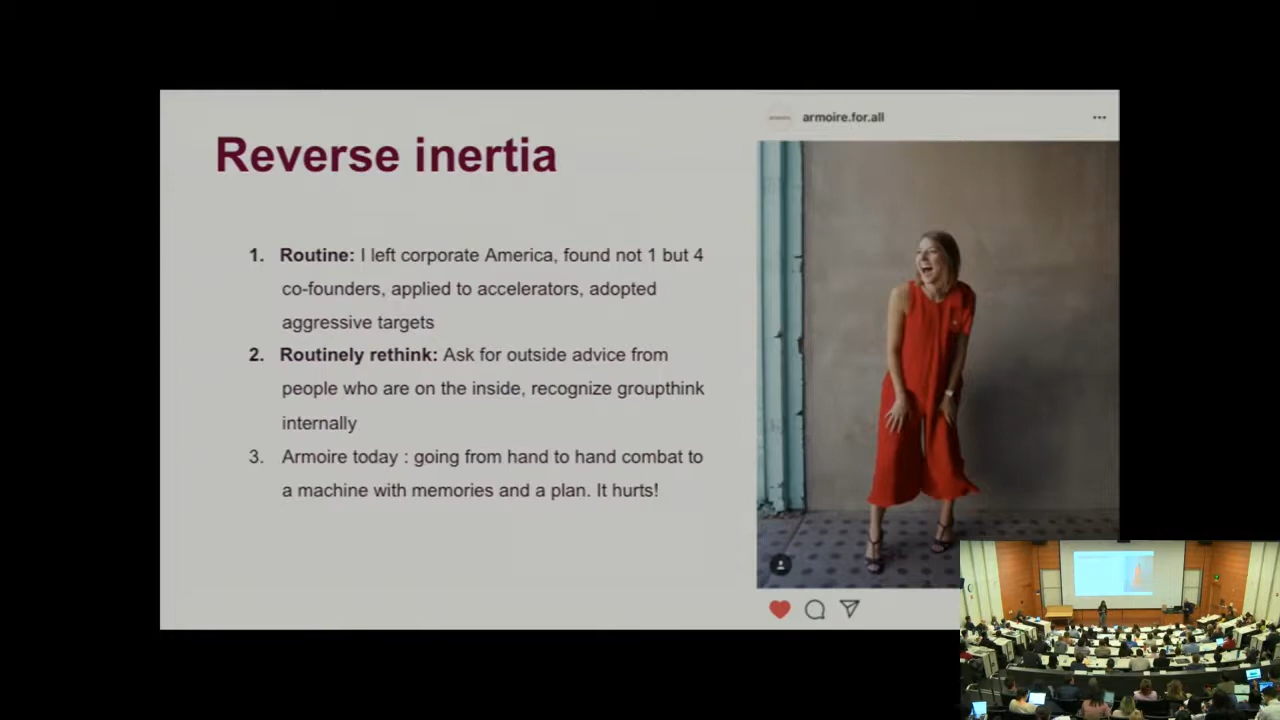 Reverse inertia
1. Routine: I left corporate America, found not 1 but 4
co-founders, applied to accelerators, adopted
aggressive targets
2. Routinely rethink: Ask for outside advice from
people who are on the inside, recognize groupthink
internally
3. Armoire today : going from hand to hand combat to
a machine with memories and a plan. It hurts!
armoire.for.all